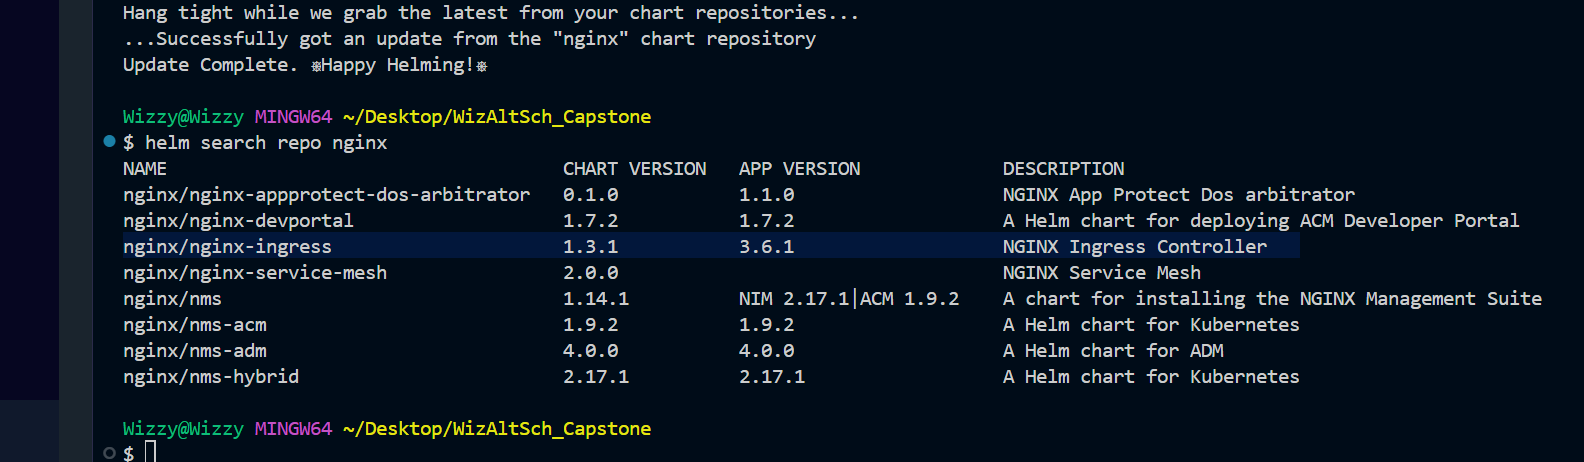 Hang tight while we grab the latest from your chart repositories...
...Successfully got an update from the "nginx" chart repository
Update Complete. ⎈Happy Helming!⎈
Wizzy@Wizzy MINGW64 ~/Desktop/WizAltSch_Capstone
$ helm search repo nginx
NAME CHART VERSION APP VERSION DESCRIPTION
nginx/nginx-appprotect-dos-arbitrator 0.1.0 1.1.0 NGINX App Protect Dos arbitrator
nginx/nginx-devportal 1.7.2 1.7.2 A Helm chart for deploying ACM Developer Portal
nginx/nginx-ingress 1.3.1 3.6.1 NGINX Ingress Controller
nginx/nginx-service-mesh 2.0.0 NGINX Service Mesh
nginx/nms 1.14.1 NIM 2.17.1|ACM 1.9.2 A chart for installing the NGINX Management Suite
nginx/nms-acm 1.9.2 1.9.2 A Helm chart for Kubernetes
nginx/nms-adm 4.0.0 4.0.0 A Helm chart for ADM
nginx/nms-hybrid 2.17.1 2.17.1 A Helm chart for Kubernetes
Wizzy@Wizzy MINGW64 ~/Desktop/WizAltSch_Capstone
$